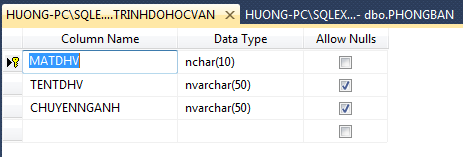 HUONG-PC\SQLE....TRINHDOHOCVAN HUONG-PC\SQLEX...- dbo.PHONGBAN
Column Name Data Type Allow Nulls
MATDHV nchar(10)
TENTDHV nvarchar(50)
CHUYENNGANH nvarchar(50)